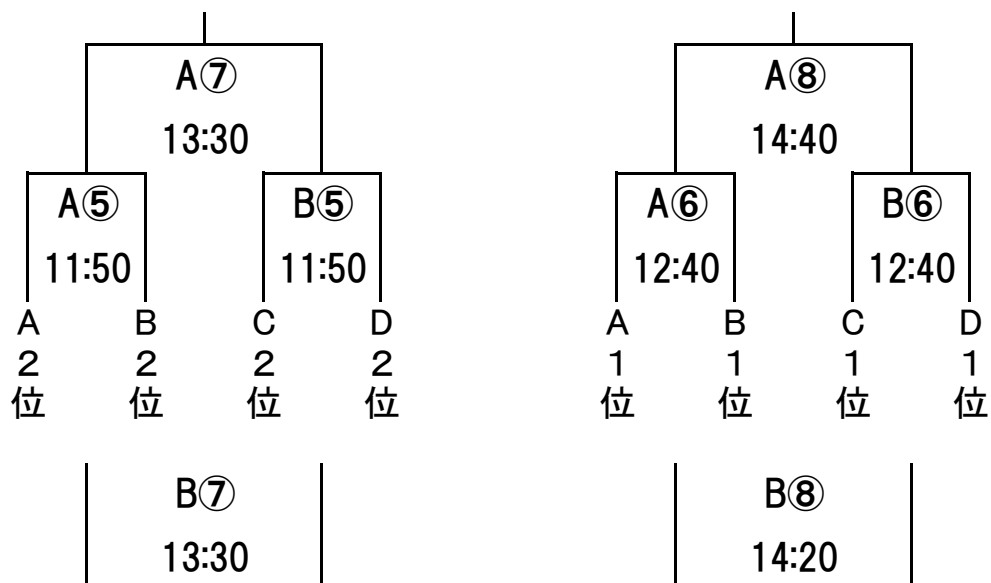 A⑦ A⑧
13:30 14:40
A⑤ B⑤ A⑥ B⑥
11:50 11:50 12:40 12:40
A B C D A B C D
２ ２ ２ ２ １ １ １ １
位 位 位 位 位 位 位 位
B⑦ B⑧
13:30 14:20